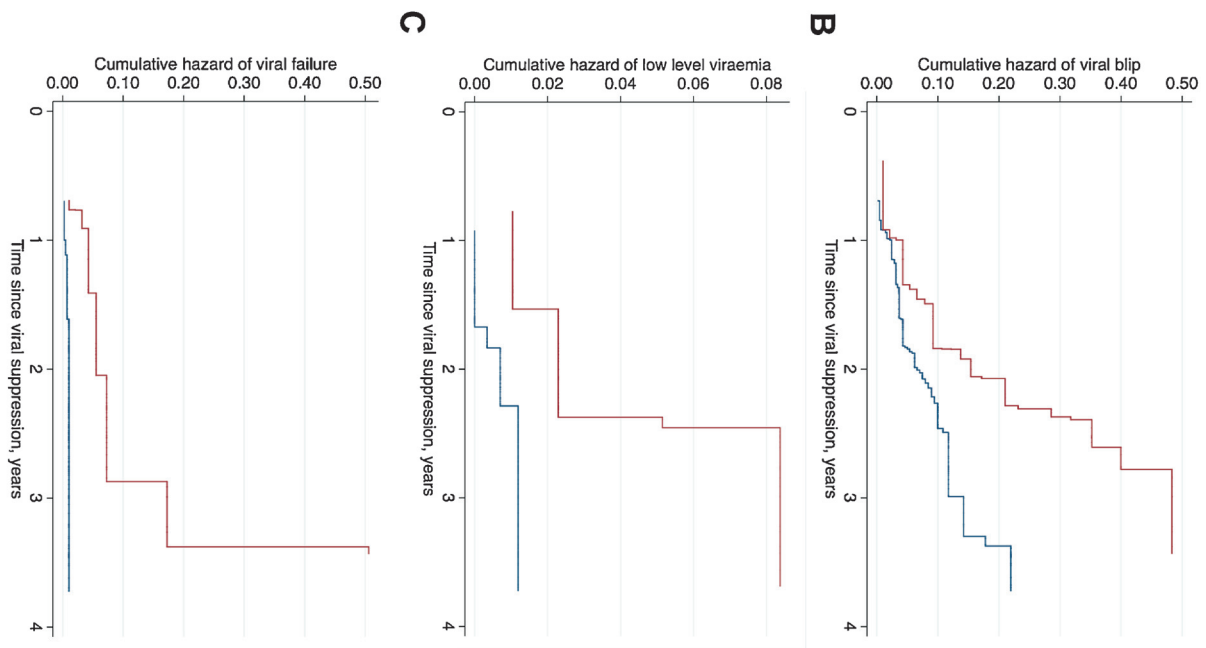 Cumulative hazard of viral blip
0.50
0.40
0.30
0.20
0.10
0.00
0 1 2 3 4
Time since viral suppression, years
B
Cumulative hazard of low level viraemia
0.08
0.06
0.04
0.02
0.00
0 1 2 3 4
Time since viral suppression, years
C
Cumulative hazard of viral failure
0.50
0.40
0.30
0.20
0.10
0.00
0 1 2 3 4
Time since viral suppression, years